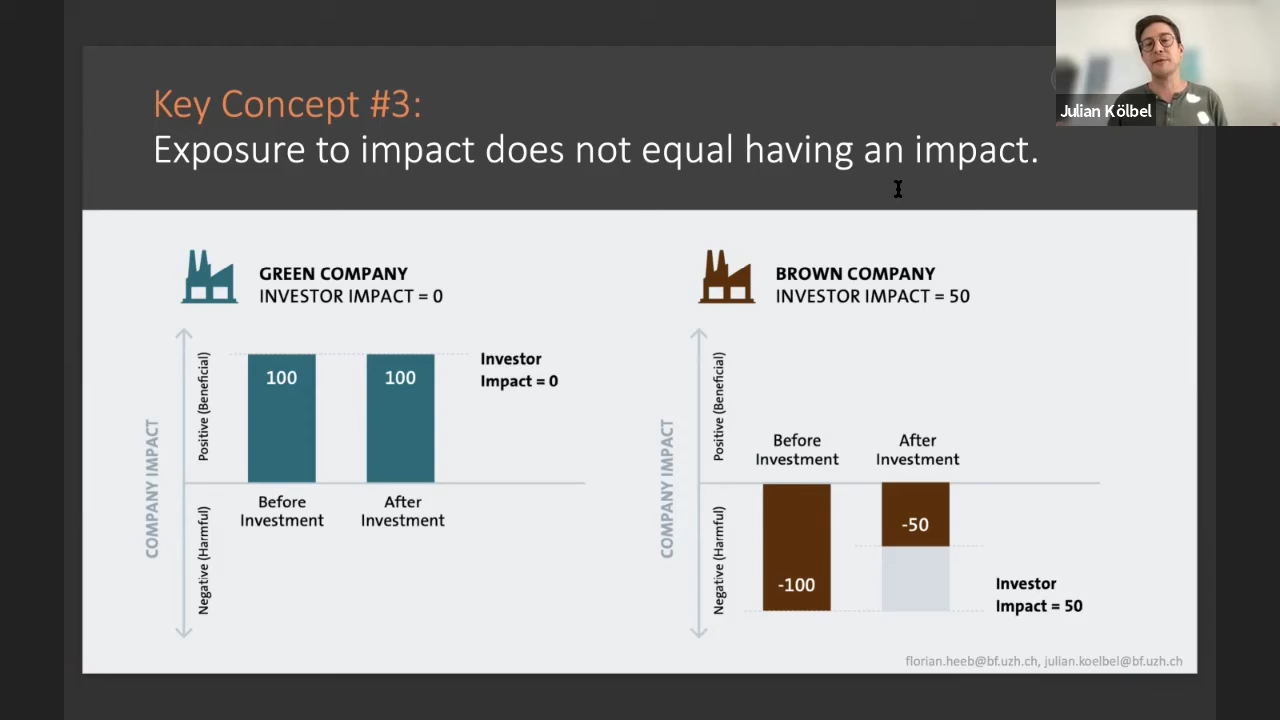 Key Concept #3:
Exposure to impact does not equal having an impact.
Julian Kölbel
GREEN COMPANY
INVESTOR IMPACT = 0
COMPANY IMPACT
Positive (Beneficial)
Negative (Harmful)
100
100
Investor
Impact = 0
Before
Investment
After
Investment
BROWN COMPANY
INVESTOR IMPACT = 50
COMPANY IMPACT
Positive (Beneficial)
Negative (Harmful)
Before
Investment
After
Investment
-100
-50
Investor
Impact = 50
florian.heeb@bf.uzh.ch, julian.koelbel@bf.uzh.ch